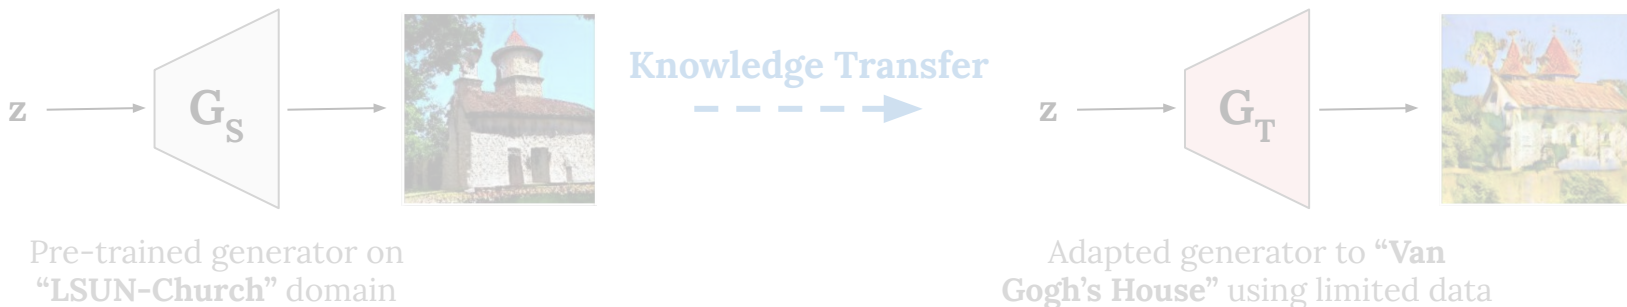 Knowledge Transfer
z
G_S
z
G_T
Pre-trained generator on
“LSUN-Church” domain
Adapted generator to “Van
Gogh’s House” using limited data